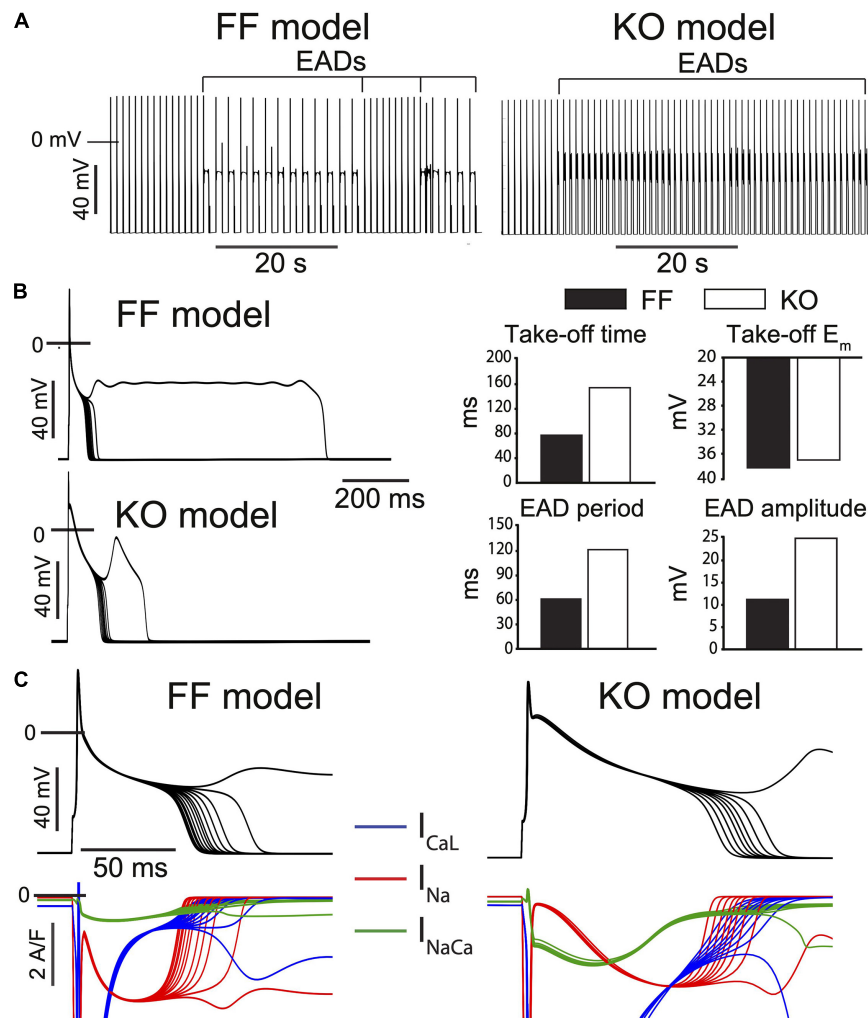 A
FF model
KO model
EADs
EADs
0 mV
40 mV
20 s
20 s
B
FF model
0
40 mV
200 ms
KO model
0
40 mV
FF
KO
Take-off time
ms
200
160
120
80
40
0
Take-off Em
mV
20
24
28
32
36
40
EAD period
ms
150
120
90
60
30
0
EAD amplitude
mV
25
20
15
10
5
0
C
FF model
KO model
0
40 mV
50 ms
ICaL
INa
INaCa
0
2 A/F